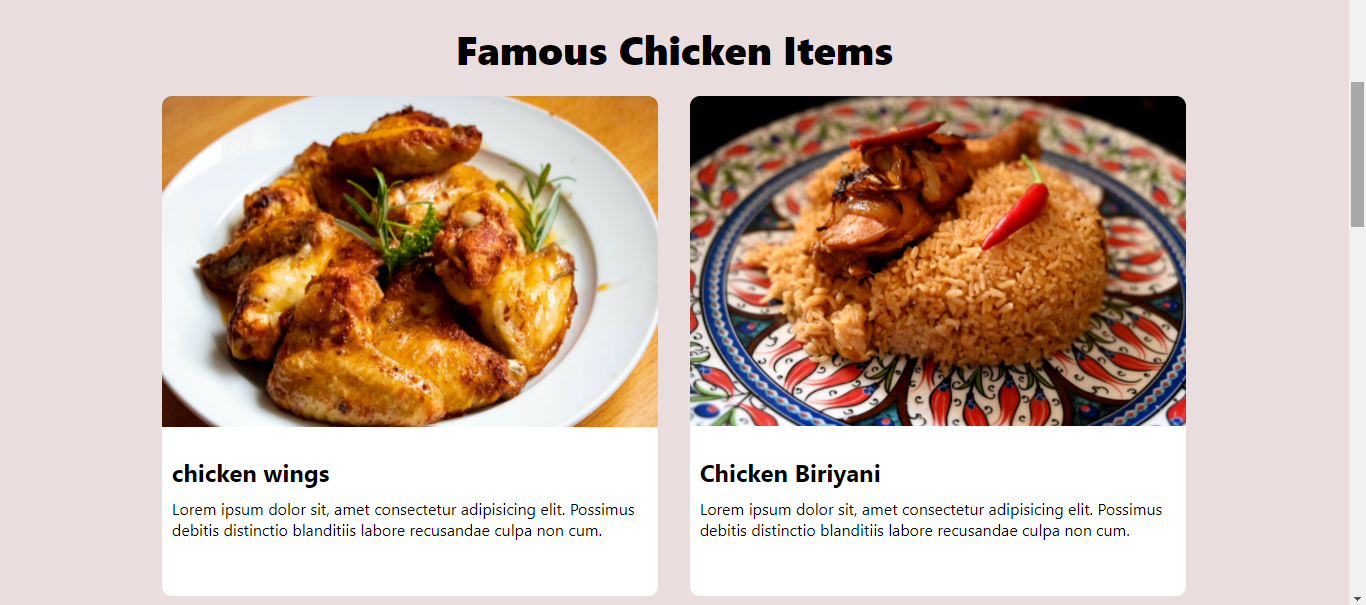 Famous Chicken Items
chicken wings
Lorem ipsum dolor sit, amet consectetur adipisicing elit. Possimus
debitis distinctio blanditiis labore recusandae culpa non cum.
Chicken Biriyani
Lorem ipsum dolor sit, amet consectetur adipisicing elit. Possimus
debitis distinctio blanditiis labore recusandae culpa non cum.